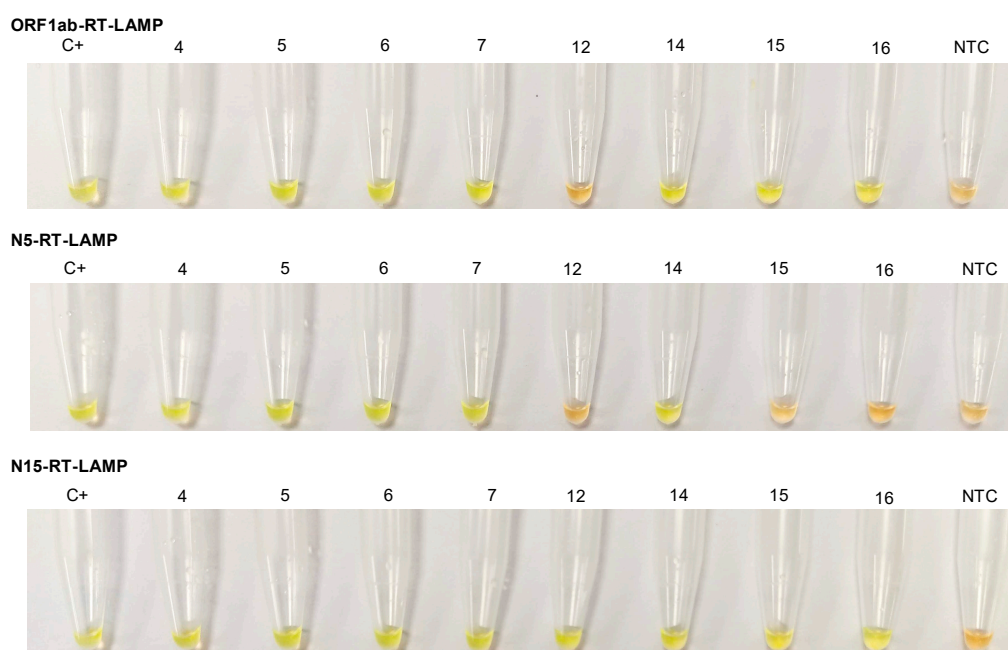 ORF1ab-RT-LAMP
C+ 4 5 6 7 12 14 15 16 NTC
N5-RT-LAMP
C+ 4 5 6 7 12 14 15 16 NTC
N15-RT-LAMP
C+ 4 5 6 7 12 14 15 16 NTC